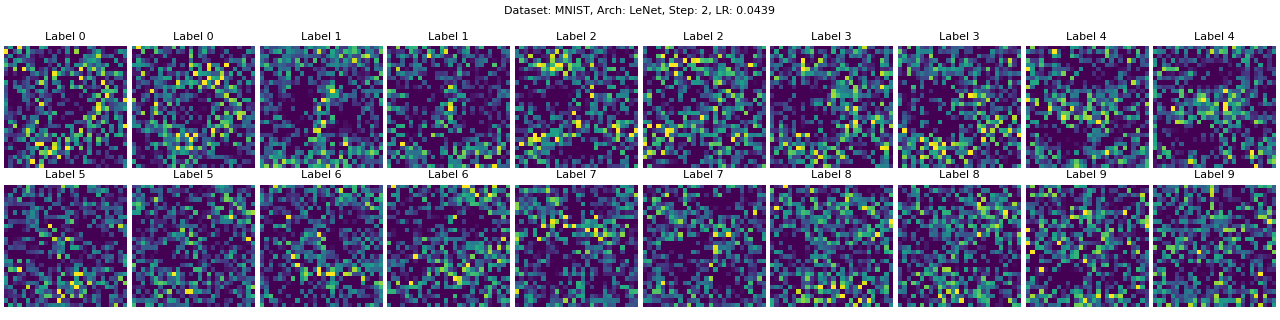 Dataset: MNIST, Arch: LeNet, Step: 2, LR: 0.0439
Label 0 Label 0 Label 1 Label 1 Label 2 Label 2 Label 3 Label 3 Label 4 Label 4
Label 5 Label 5 Label 6 Label 6 Label 7 Label 7 Label 8 Label 8 Label 9 Label 9